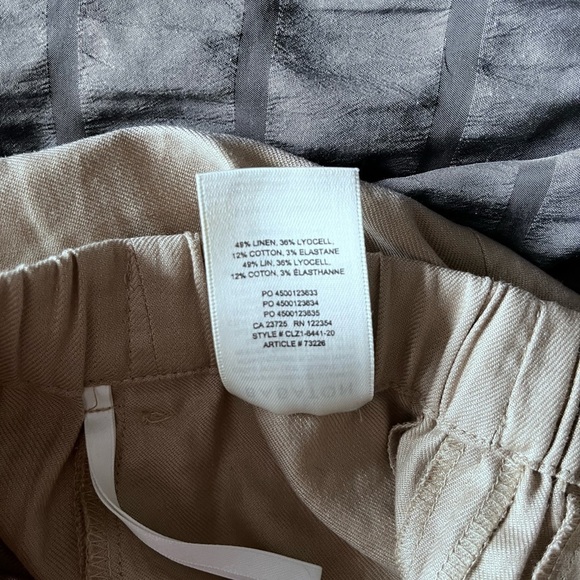 49% LINEN, 36% LYOCELL,
12% COTTON, 3% ELASTANE
49% LIN, 36% LYOCELL,
12% COTON, 3% ÉLASTHANNE
PO 4500123633
PO 4500123634
PO 4500123635
CA 23725 RN 122354
STYLE # CLZ1-6441-20
ARTICLE # 73226